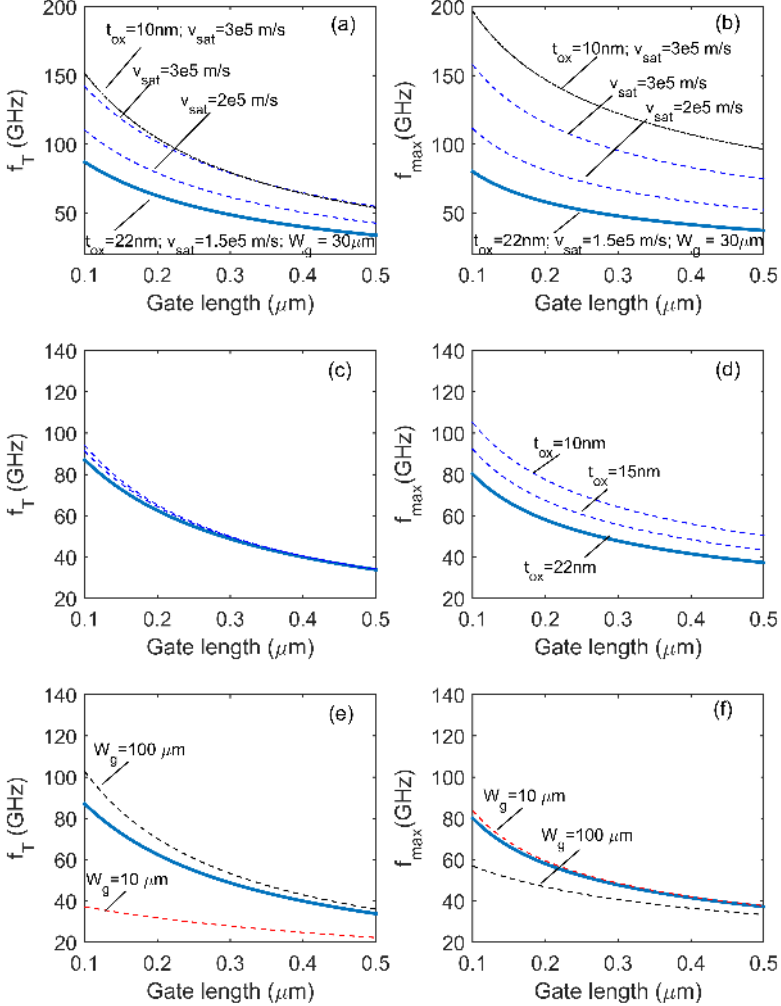 (a)
t_ox=10nm; v_sat=3e5 m/s
v_sat=3e5 m/s
v_sat=2e5 m/s
t_ox=22nm; v_sat=1.5e5 m/s; W_g = 30μm
200
150
100
50
f_T (GHz)
0.1 0.2 0.3 0.4 0.5
Gate length (μm)
(b)
t_ox=10nm; v_sat=3e5 m/s
v_sat=3e5 m/s
v_sat=2e5 m/s
t_ox=22nm; v_sat=1.5e5 m/s; W_g = 30μm
200
150
100
50
f_max(GHz)
0.1 0.2 0.3 0.4 0.5
Gate length (μm)
(c)
140
120
100
80
60
40
20
f_T (GHz)
0.1 0.2 0.3 0.4 0.5
Gate length (μm)
(d)
t_ox=10nm
t_ox=15nm
t_ox=22nm
140
120
100
80
60
40
20
f_max(GHz)
0.1 0.2 0.3 0.4 0.5
Gate length (μm)
(e)
W_g=100 μm
W_g=10 μm
140
120
100
80
60
40
20
f_T (GHz)
0.1 0.2 0.3 0.4 0.5
Gate length (μm)
(f)
W_g=10 μm
W_g=100 μm
140
120
100
80
60
40
20
f_max(GHz)
0.1 0.2 0.3 0.4 0.5
Gate length (μm)